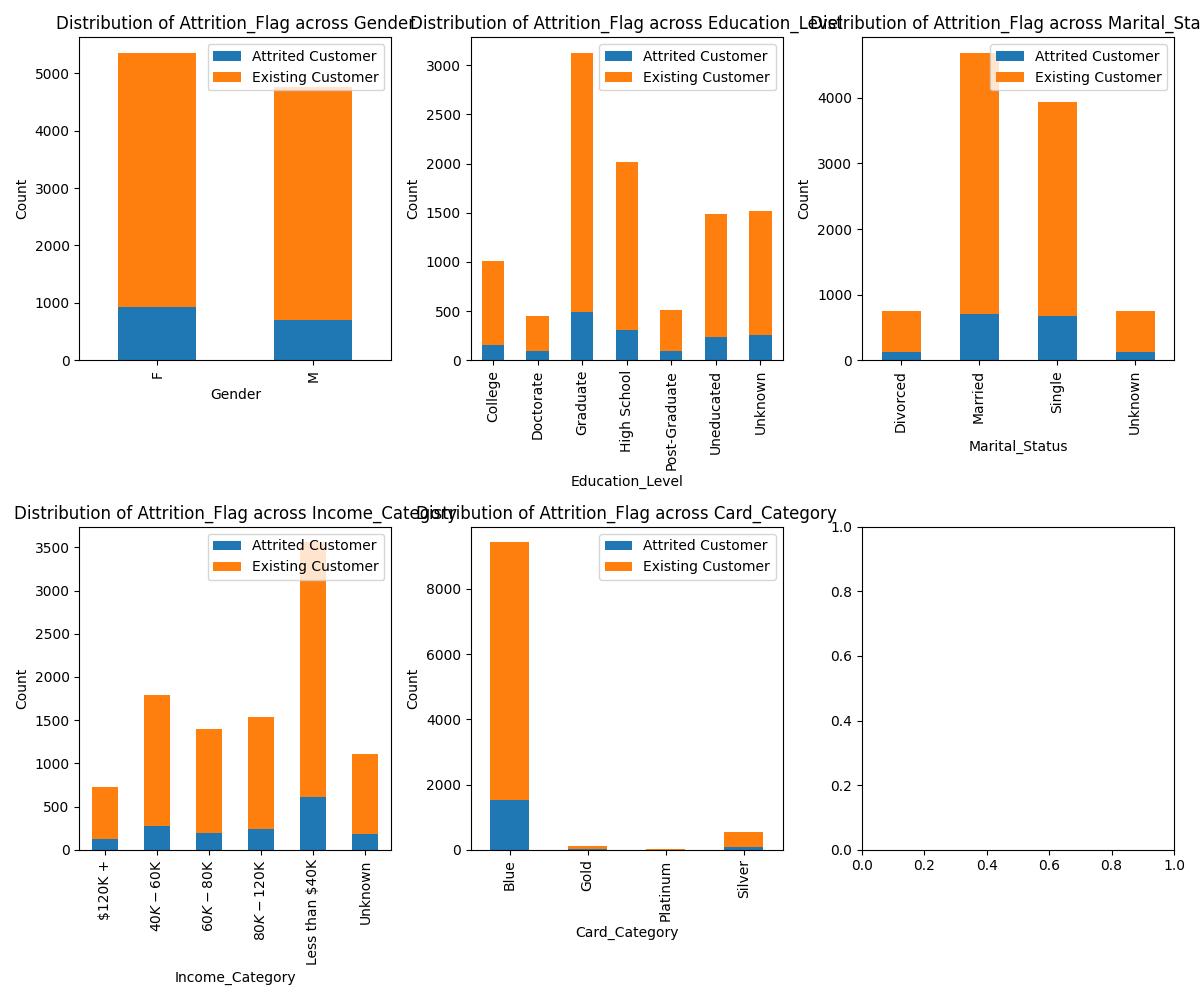 Distribution of Attrition_Flag across Gender
5000
4000
3000
2000
1000
0
Count
Attrited Customer
Existing Customer
F
M
Gender
Distribution of Attrition_Flag across Education_Level
3000
2500
2000
1500
1000
500
0
Count
Attrited Customer
Existing Customer
College
Doctorate
Graduate
High School
Post-Graduate
Uneducated
Unknown
Education_Level
Distribution of Attrition_Flag across Marital_Sta
4000
3000
2000
1000
0
Count
Attrited Customer
Existing Customer
Divorced
Married
Single
Unknown
Marital_Status
Distribution of Attrition_Flag across Income_Category
3500
3000
2500
2000
1500
1000
500
0
Count
Attrited Customer
Existing Customer
$120K +
40K − 60K
60K − 80K
80K − 120K
Less than $40K
Unknown
Income_Category
Distribution of Attrition_Flag across Card_Category
8000
6000
4000
2000
0
Count
Attrited Customer
Existing Customer
Blue
Gold
Platinum
Silver
Card_Category
1.0
0.8
0.6
0.4
0.2
0.0
0.0
0.2
0.4
0.6
0.8
1.0